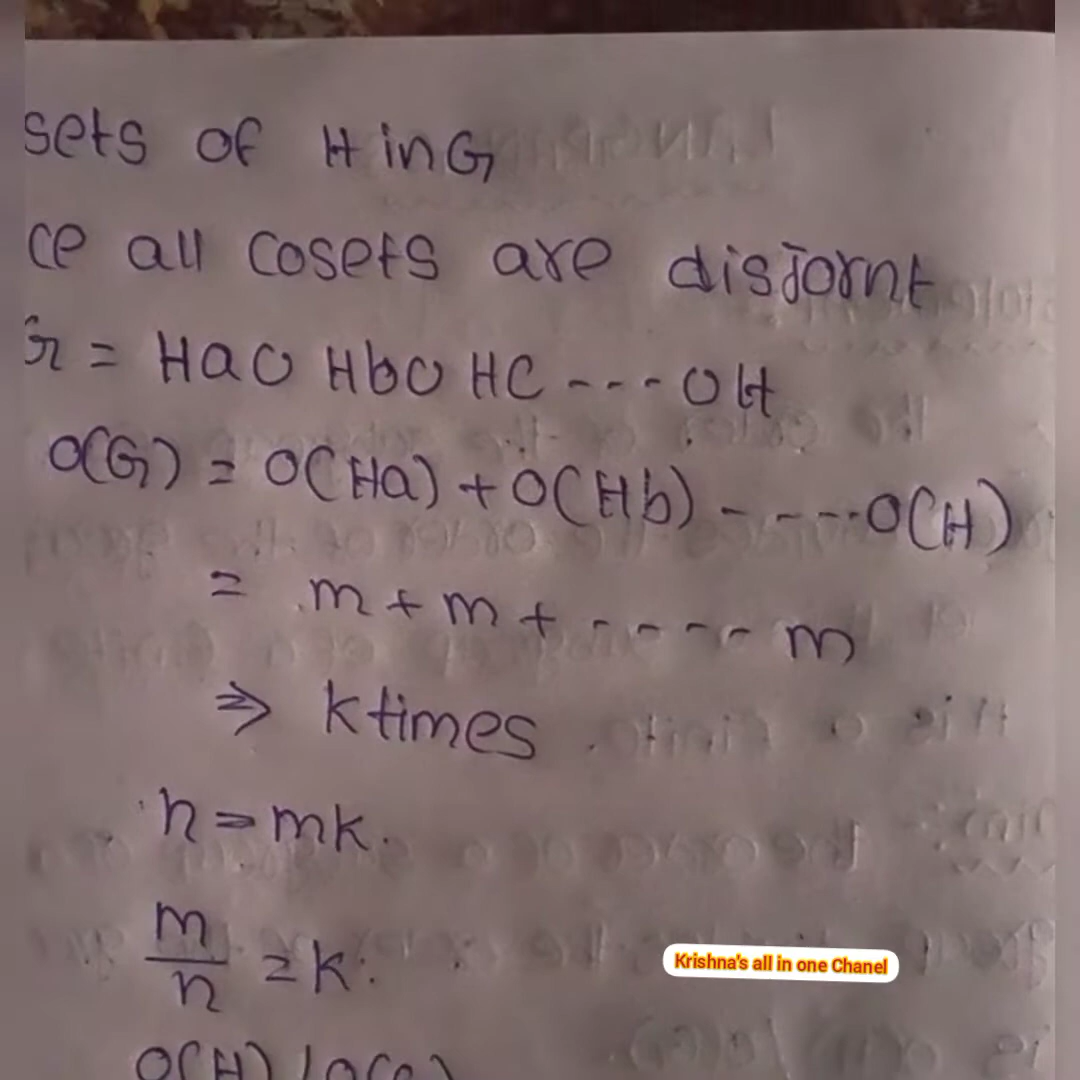 sets of H in G
ce all cosets are disjoint
G = Ha∪ Hb∪ HC ----∪ H
O(G) = O(Ha) + O(Hb) - ----O(H)
= m + m + ----- m
⇒ k times
n = mk.
m/n = k.
Krishna's all in one Chanel
O(H) / O(G)